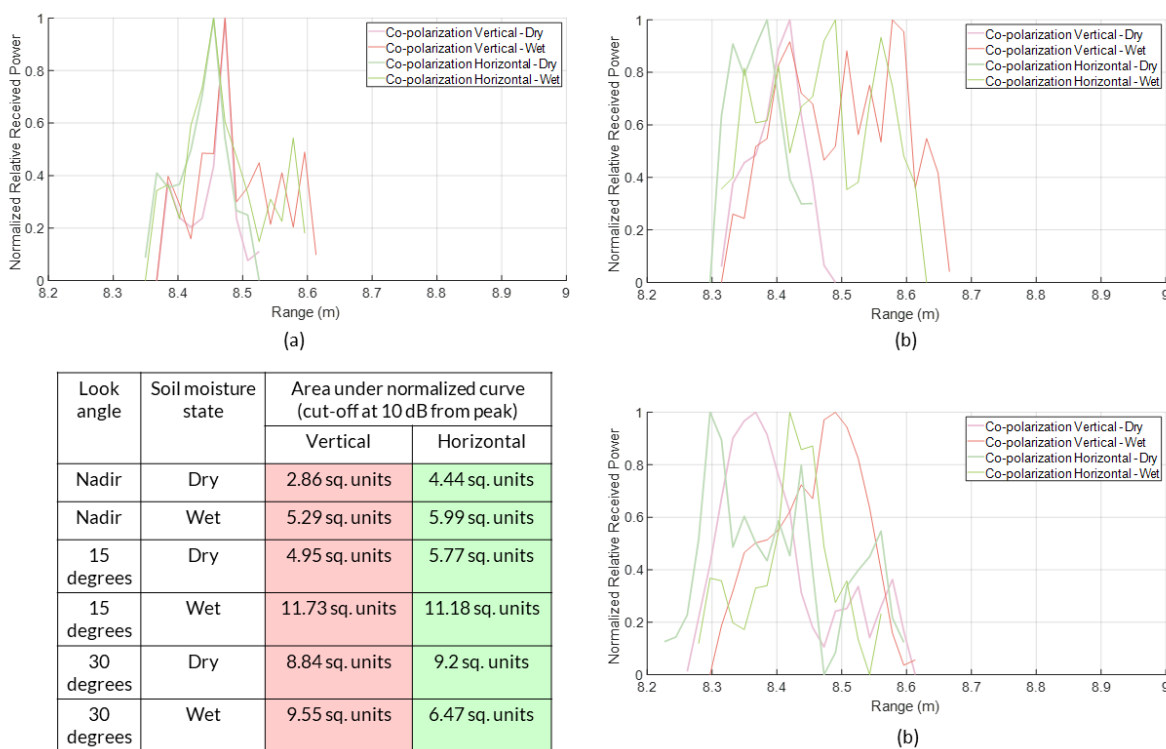 Normalized Relative Received Power
1
0.8
0.6
0.4
0.2
0
8.2
8.3
8.4
8.5
8.6
8.7
8.8
8.9
9
Range (m)
Co-polarization Vertical - Dry
Co-polarization Vertical - Wet
Co-polarization Horizontal - Dry
Co-polarization Horizontal - Wet
(a)
Normalized Relative Received Power
1
0.8
0.6
0.4
0.2
0
8.2
8.3
8.4
8.5
8.6
8.7
8.8
8.9
9
Range (m)
Co-polarization Vertical - Dry
Co-polarization Vertical - Wet
Co-polarization Horizontal - Dry
Co-polarization Horizontal - Wet
(b)
Look angle
Soil moisture state
Area under normalized curve
(cut-off at 10 dB from peak)
Vertical
Horizontal
Nadir
Dry
2.86 sq. units
4.44 sq. units
Nadir
Wet
5.29 sq. units
5.99 sq. units
15 degrees
Dry
4.95 sq. units
5.77 sq. units
15 degrees
Wet
11.73 sq. units
11.18 sq. units
30 degrees
Dry
8.84 sq. units
9.2 sq. units
30 degrees
Wet
9.55 sq. units
6.47 sq. units
Normalized Relative Received Power
1
0.8
0.6
0.4
0.2
0
8.2
8.3
8.4
8.5
8.6
8.7
8.8
8.9
9
Range (m)
Co-polarization Vertical - Dry
Co-polarization Vertical - Wet
Co-polarization Horizontal - Dry
Co-polarization Horizontal - Wet
(b)